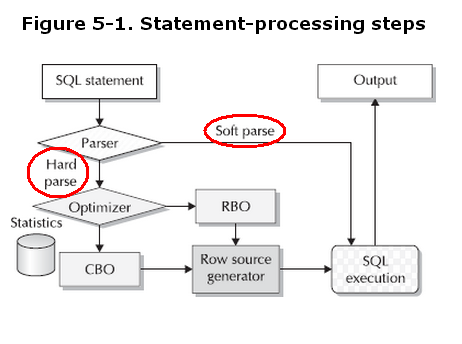 Figure 5-1. Statement-processing steps
SQL statement
Output
Parser
Soft parse
Hard
parse
Optimizer
RBO
Statistics
CBO
Row source
generator
SQL
execution